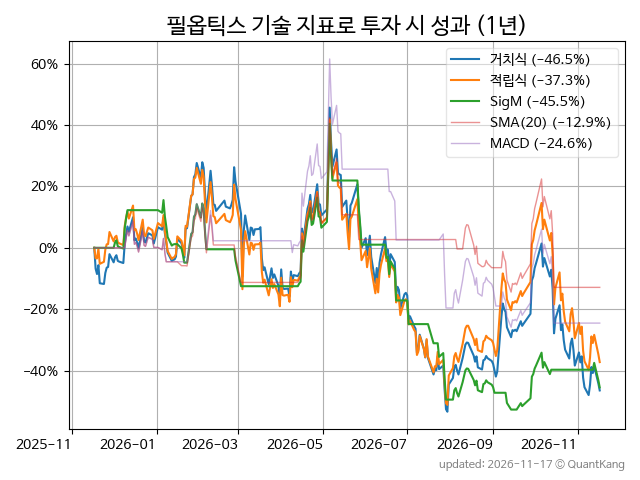 필옵틱스 기술 지표로 투자 시 성과 (1년)
거치식 (−46.5%)
적립식 (−37.3%)
SigM (−45.5%)
SMA(20) (−12.9%)
MACD (−24.6%)
60%
40%
20%
0%
−20%
−40%
2025-11 2026-01 2026-03 2026-05 2026-07 2026-09 2026-11
updated: 2026-11-17 © QuantKang